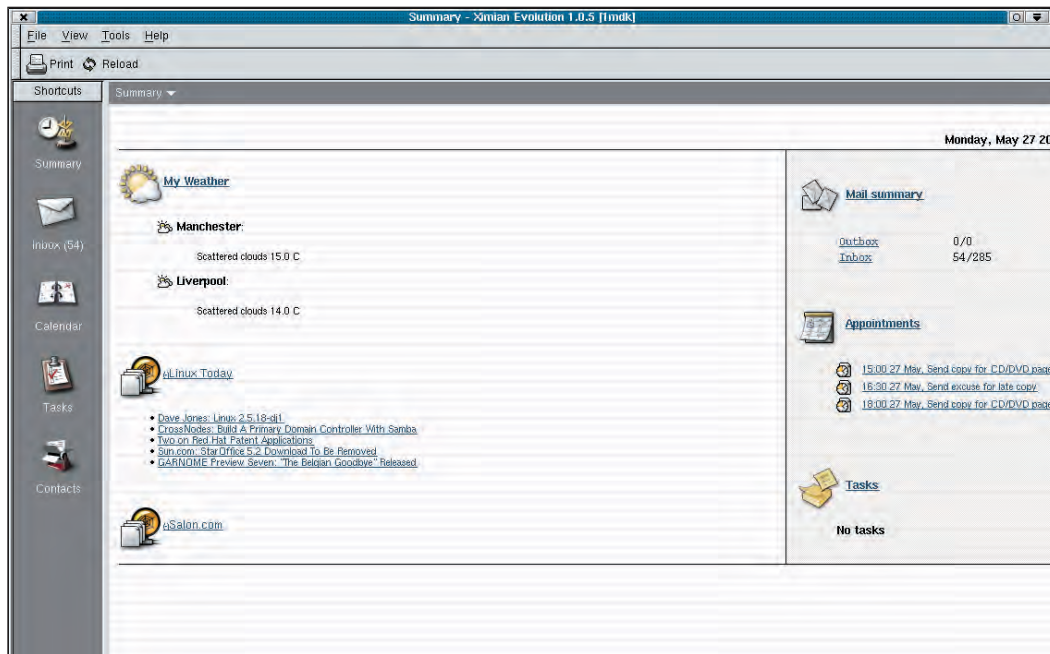 Summary - Ximian Evolution 1.0.5 [1mdk]
File View Tools Help
Print Reload
Shortcuts
Summary
Summary
Inbox (54)
Calendar
Tasks
Contacts
Monday, May 27 20
My Weather
Manchester:
Scattered clouds 15.0 C
Liverpool:
Scattered clouds 14.0 C
Linux Today
Dave Jones: Linux 2.5.18-dj1
CrossNodes: Build A Primary Domain Controller With Samba
Two on Red Hat Patent Applications
Sun.com: StarOffice 5.2 Download To Be Removed
GARNOME Preview Seven: "The Belgian Goodbye" Released
Salon.com
Mail summary
Outbox 0/0
Inbox 54/285
Appointments
15:00 27 May, Send copy for CD/DVD page
16:30 27 May, Send excuse for late copy
18:00 27 May, Send copy for CD/DVD page
Tasks
No tasks